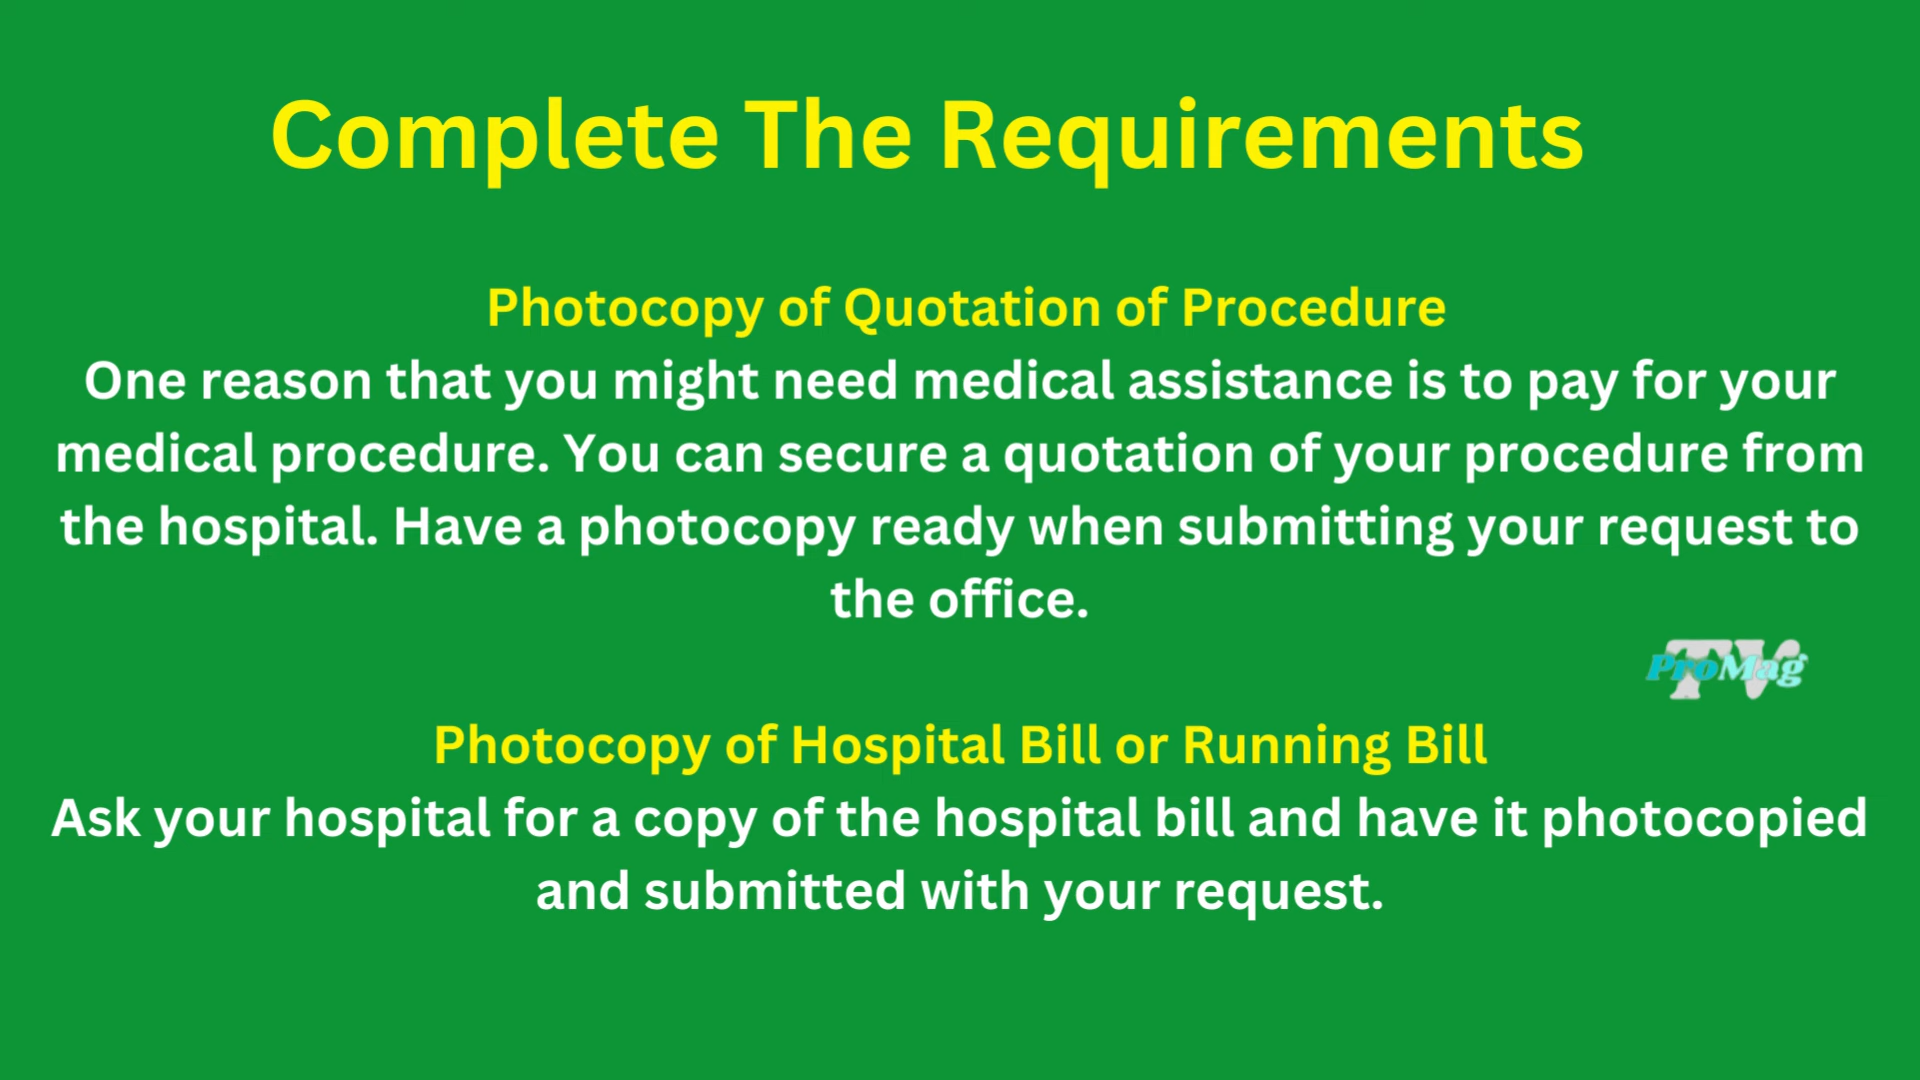 Complete The Requirements
Photocopy of Quotation of Procedure
One reason that you might need medical assistance is to pay for your
medical procedure. You can secure a quotation of your procedure from
the hospital. Have a photocopy ready when submitting your request to
the office.
TV
ProMag
Photocopy of Hospital Bill or Running Bill
Ask your hospital for a copy of the hospital bill and have it photocopied
and submitted with your request.